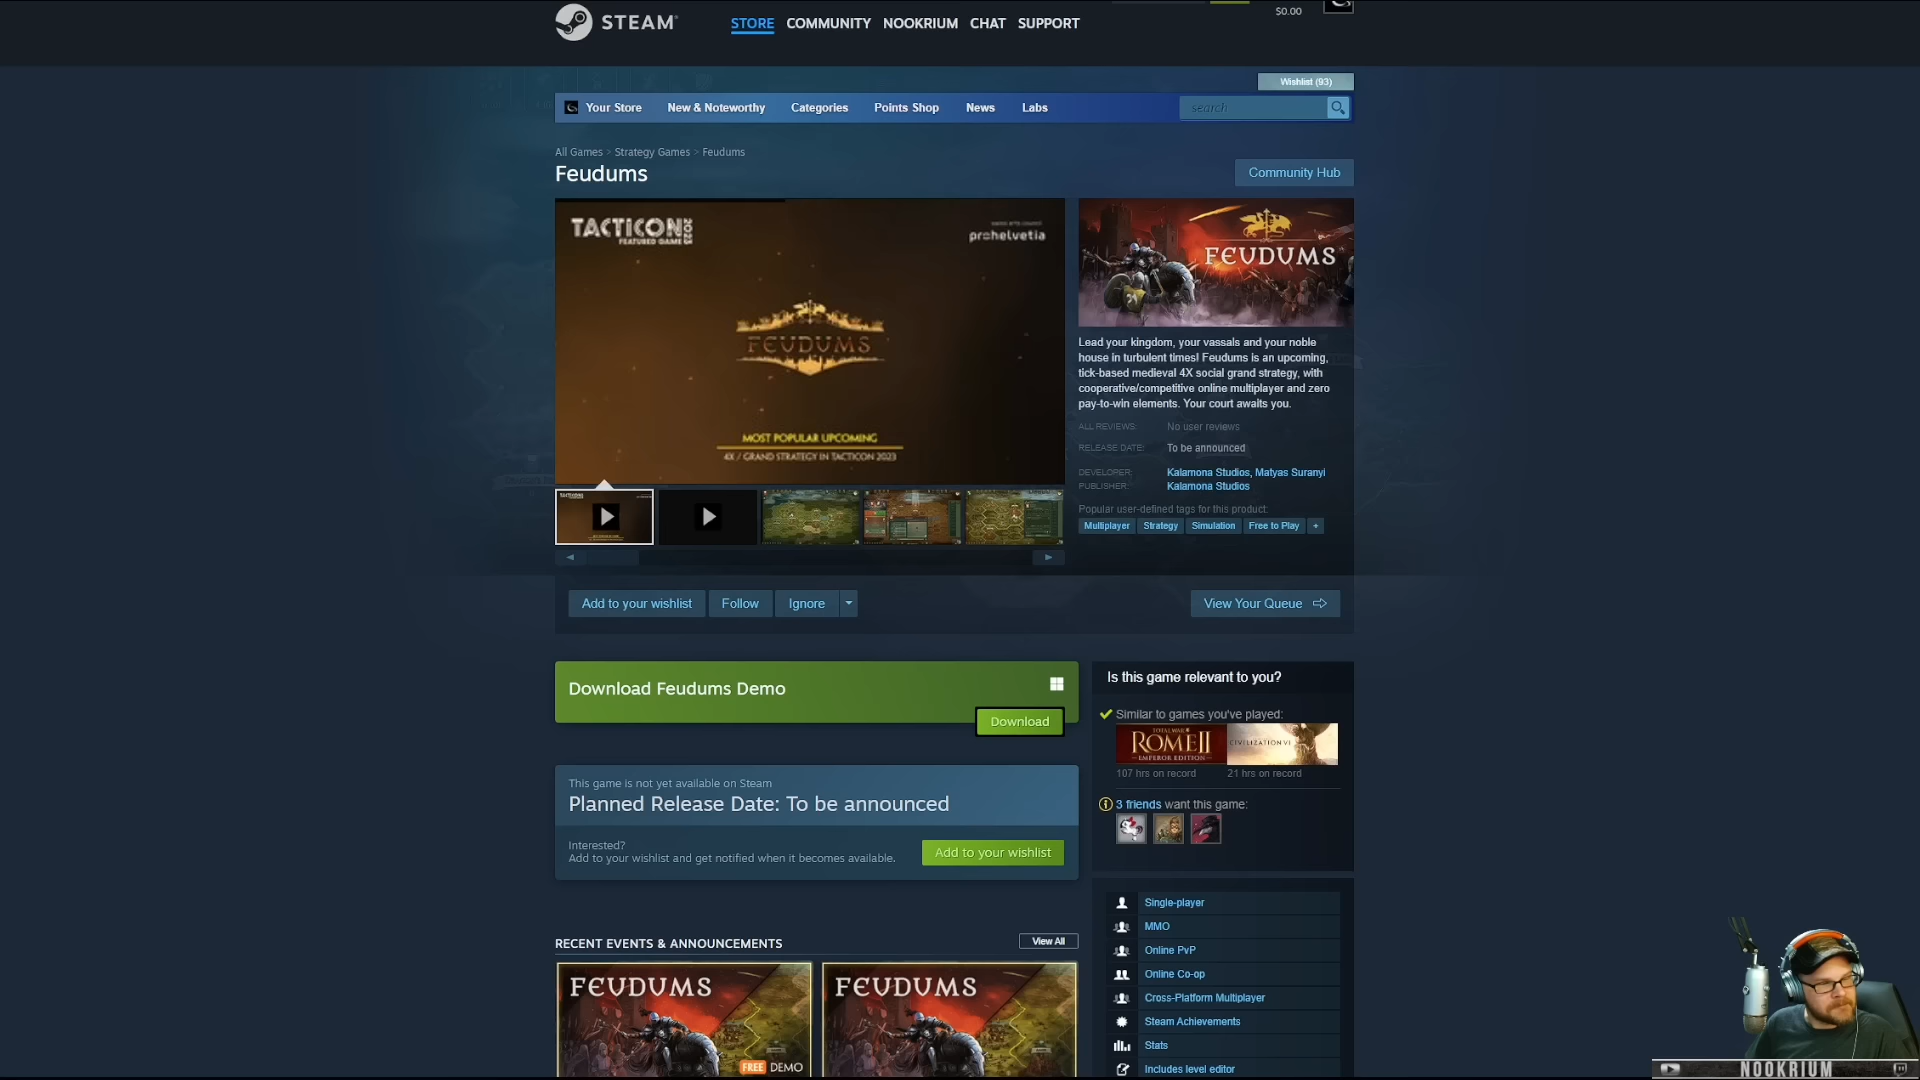 STEAM
STORE COMMUNITY NOOKRIUM CHAT SUPPORT
$0.00
Wishlist (93)
Your Store New & Noteworthy Categories Points Shop News Labs
search
All Games > Strategy Games > Feudums
Feudums
Community Hub
TACTICON 2023
FEATURED GAME
prohelvetia
FEUDUMS
MOST POPULAR UPCOMING
4X / GRAND STRATEGY IN TACTICON 2023
FEUDUMS
Lead your kingdom, your vassals and your noble
house in turbulent times! Feudums is an upcoming,
tick-based medieval 4X social grand strategy, with
cooperative/competitive online multiplayer and zero
pay-to-win elements. Your court awaits you.
ALL REVIEWS: No user reviews
RELEASE DATE: To be announced
DEVELOPER: Kalamona Studios, Matyas Suranyi
PUBLISHER: Kalamona Studios
Popular user-defined tags for this product:
Multiplayer Strategy Simulation Free to Play +
Add to your wishlist Follow Ignore
View Your Queue
Download Feudums Demo
Download
This game is not yet available on Steam
Planned Release Date: To be announced
Interested?
Add to your wishlist and get notified when it becomes available.
Add to your wishlist
Is this game relevant to you?
Similar to games you've played:
TOTAL WAR
ROME II
EMPEROR EDITION
CIVILIZATION VI
107 hrs on record 21 hrs on record
3 friends want this game:
RECENT EVENTS & ANNOUNCEMENTS
View All
FEUDUMS
FREE DEMO
FEUDUMS
Single-player
MMO
Online PvP
Online Co-op
Cross-Platform Multiplayer
Steam Achievements
Stats
Includes level editor
NOOKRIUM